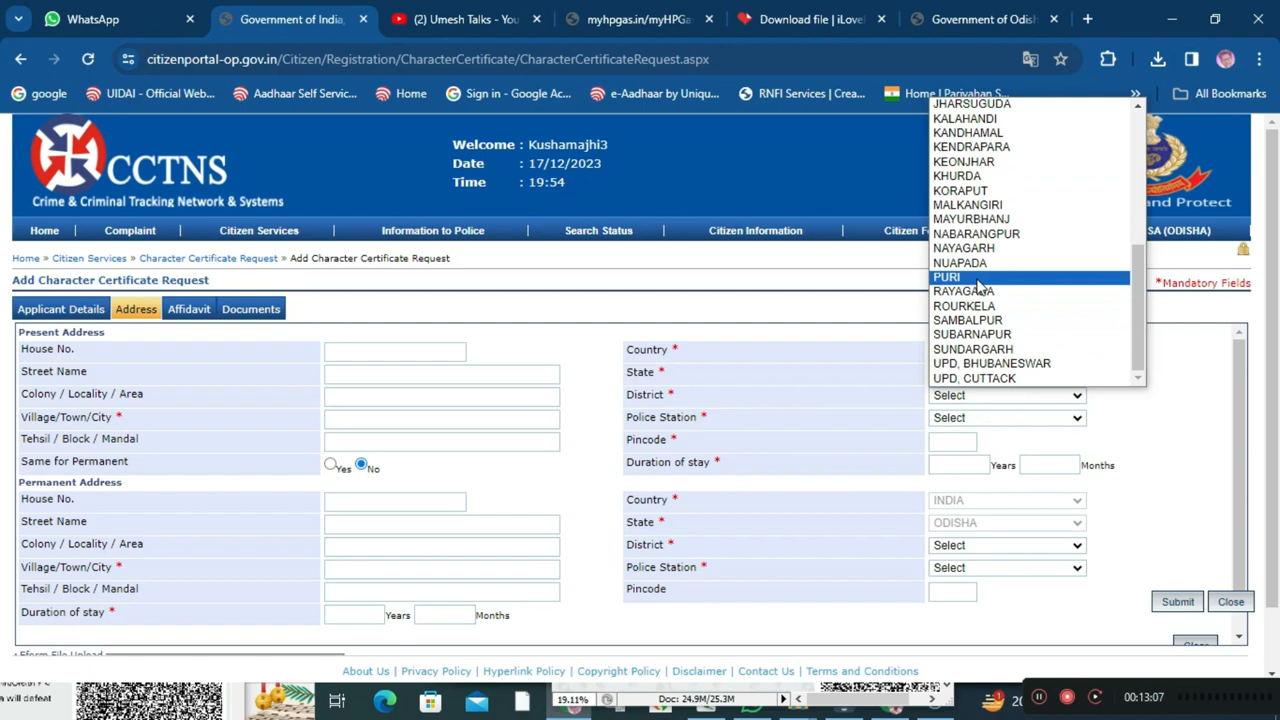 WhatsApp
Government of India,
(2) Umesh Talks - You
myhpgas.in/myHPGa
Download file | iLove
Government of Odish
citizenportal-op.gov.in/Citizen/Registration/CharacterCertificate/CharacterCertificateRequest.aspx
google
UIDAI - Official Web...
Aadhaar Self Servic...
Home
Sign in - Google Ac...
e-Aadhaar by Uniqu...
RNFI Services | Crea...
Home | Parivahan S...
All Bookmarks
CCTNS
Crime & Criminal Tracking Network & Systems
Welcome : Kushamajhi3
Date : 17/12/2023
Time : 19:54
and Protect
Home
Complaint
Citizen Services
Information to Police
Search Status
Citizen Information
Citizen F
SA (ODISHA)
Home » Citizen Services » Character Certificate Request » Add Character Certificate Request
Add Character Certificate Request
*Mandatory Fields
Applicant Details
Address
Affidavit
Documents
JHARSUGUDA
KALAHANDI
KANDHAMAL
KENDRAPARA
KEONJHAR
KHURDA
KORAPUT
MALKANGIRI
MAYURBHANJ
NABARANGPUR
NAYAGARH
NUAPADA
PURI
RAYAGADA
ROURKELA
SAMBALPUR
SUBARNAPUR
SUNDARGARH
UPD, BHUBANESWAR
UPD, CUTTACK
Present Address
House No.
Country *
Street Name
State *
Colony / Locality / Area
District * Select
Village/Town/City *
Police Station * Select
Tehsil / Block / Mandal
Pincode *
Same for Permanent Yes No
Duration of stay * Years Months
Permanent Address
House No.
Country * INDIA
Street Name
State * ODISHA
Colony / Locality / Area
District * Select
Village/Town/City *
Police Station * Select
Tehsil / Block / Mandal
Pincode
Duration of stay * Years Months
Submit
Close
About Us | Privacy Policy | Hyperlink Policy | Copyright Policy | Disclaimer | Contact Us | Terms and Conditions
a will defeat
19.11%
Doc: 24.9M/25.3M
00:13:07